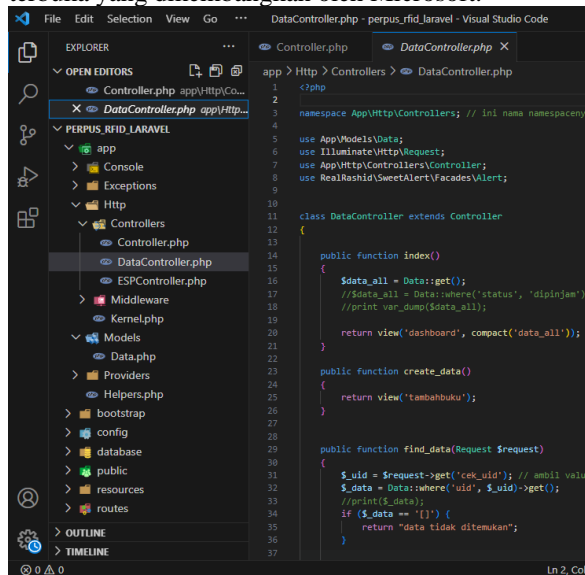 terbuka yang dikembangkan oleh Microsoft.
File Edit Selection View Go ··· DataController.php - perpus_rfid_laravel - Visual Studio Code
EXPLORER ···
OPEN EDITORS
Controller.php app\Http\Co...
DataController.php app\Http...
PERPUS_RFID_LARAVEL
app
Console
Exceptions
Http
Controllers
Controller.php
DataController.php
ESPController.php
Middleware
Kernel.php
Models
Data.php
Providers
Helpers.php
bootstrap
config
database
public
resources
routes
OUTLINE
TIMELINE
Controller.php DataController.php
app > Http > Controllers > DataController.php
1 <?php
2
3 namespace App\Http\Controllers; // ini nama namespaceny
4
5 use App\Models\Data;
6 use Illuminate\Http\Request;
7 use App\Http\Controllers\Controller;
8 use RealRashid\SweetAlert\Facades\Alert;
9
10
11 class DataController extends Controller
12 {
13
14 public function index()
15 {
16 $data_all = Data::get();
17 //$data_all = Data::where('status', 'dipinjam')
18 //print var_dump($data_all);
19
20 return view('dashboard', compact('data_all'));
21 }
22
23 public function create_data()
24 {
25 return view('tambahbuku');
26 }
27
28
29 public function find_data(Request $request)
30 {
31 $_uid = $request->get('cek_uid'); // ambil valu
32 $_data = Data::where('uid', $_uid)->get();
33 //print($_data);
34 if ($_data == '[]') {
35 return "data tidak ditemukan";
36 }
37
0 0 Ln 2, Col